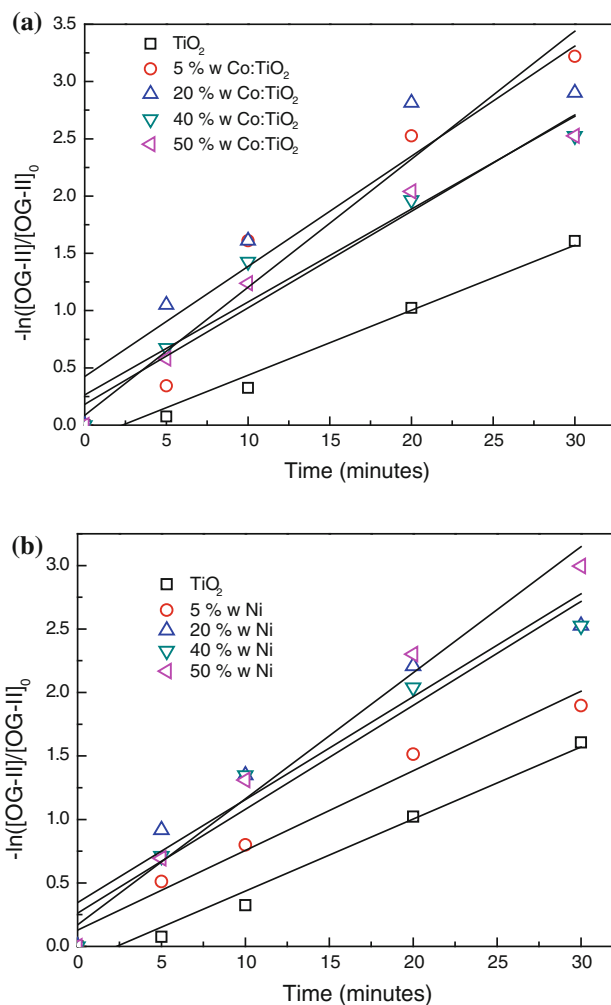 (a)
3.5
3.0
2.5
2.0
1.5
1.0
0.5
0.0
-ln([OG-II]/[OG-II]₀
TiO₂
5 % w Co:TiO₂
20 % w Co:TiO₂
40 % w Co:TiO₂
50 % w Co:TiO₂
0 5 10 15 20 25 30
Time (minutes)
(b)
3.0
2.5
2.0
1.5
1.0
0.5
0.0
-ln([OG-II]/[OG-II]₀
TiO₂
5 % w Ni
20 % w Ni
40 % w Ni
50 % w Ni
0 5 10 15 20 25 30
Time (minutes)